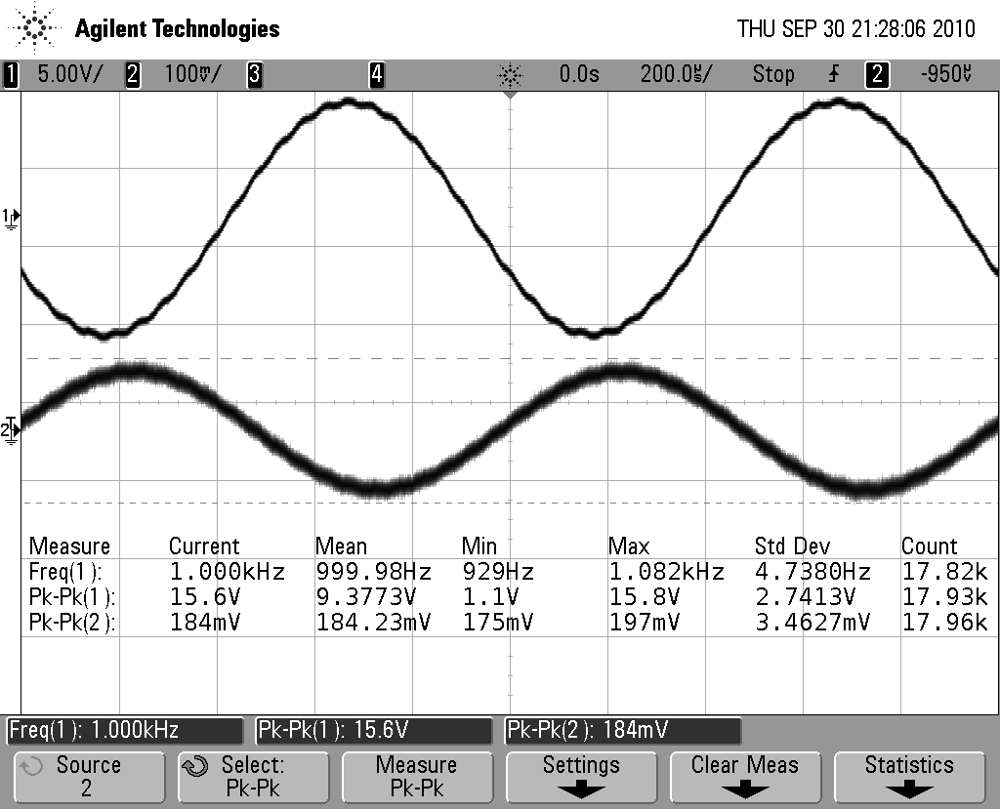 Agilent Technologies THU SEP 30 21:28:06 2010
1 5.00V/ 2 100mV/ 3 4 0.0s 200.0µs/ Stop 2 -950µV
1
2
Measure Current Mean Min Max Std Dev Count
Freq(1): 1.000kHz 999.98Hz 929Hz 1.082kHz 4.7380Hz 17.82k
Pk-Pk(1): 15.6V 9.3773V 1.1V 15.8V 2.7413V 17.93k
Pk-Pk(2): 184mV 184.23mV 175mV 197mV 3.4627mV 17.96k
Freq(1): 1.000kHz Pk-Pk(1): 15.6V Pk-Pk(2): 184mV
Source Select: Measure Settings Clear Meas Statistics
2 Pk-Pk Pk-Pk